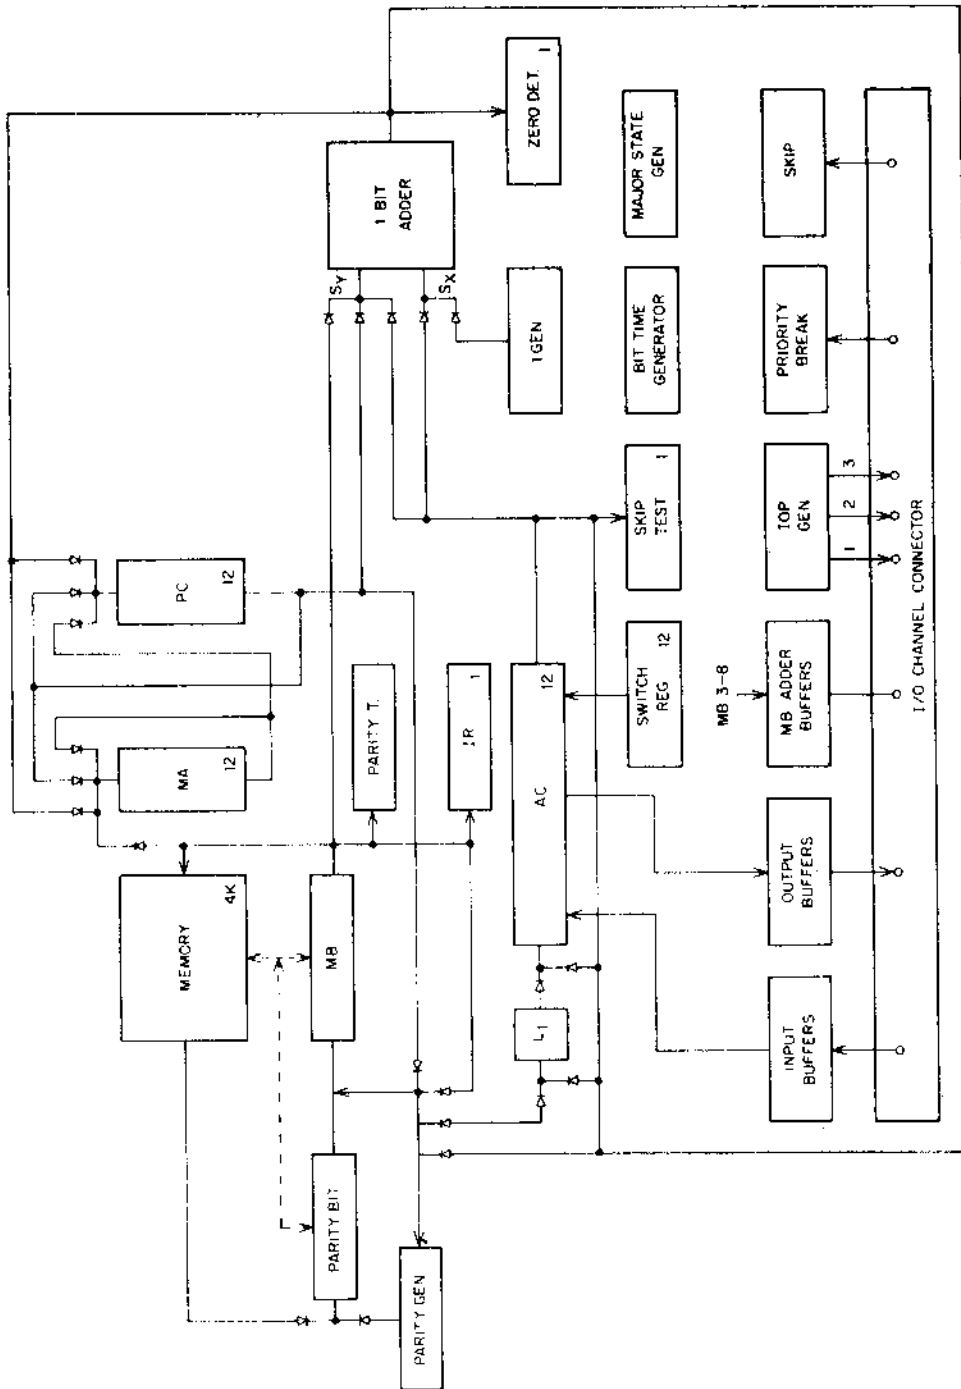 MEMORY
4K
MA
12
PC
12
PARITY BIT
MB
PARITY T.
Sy
Sx
1 BIT
ADDER
ZERO DET.
1
PARITY GEN
L1
AC
12
IR
1
1 GEN
SWITCH
REG
12
SKIP
TEST
1
BIT TIME
GENERATOR
MAJOR STATE
GEN
MB 3-8
INPUT
BUFFERS
OUTPUT
BUFFERS
MB ADDER
BUFFERS
IOP
GEN
1
2
3
PRIORITY
BREAK
SKIP
I/O CHANNEL CONNECTOR